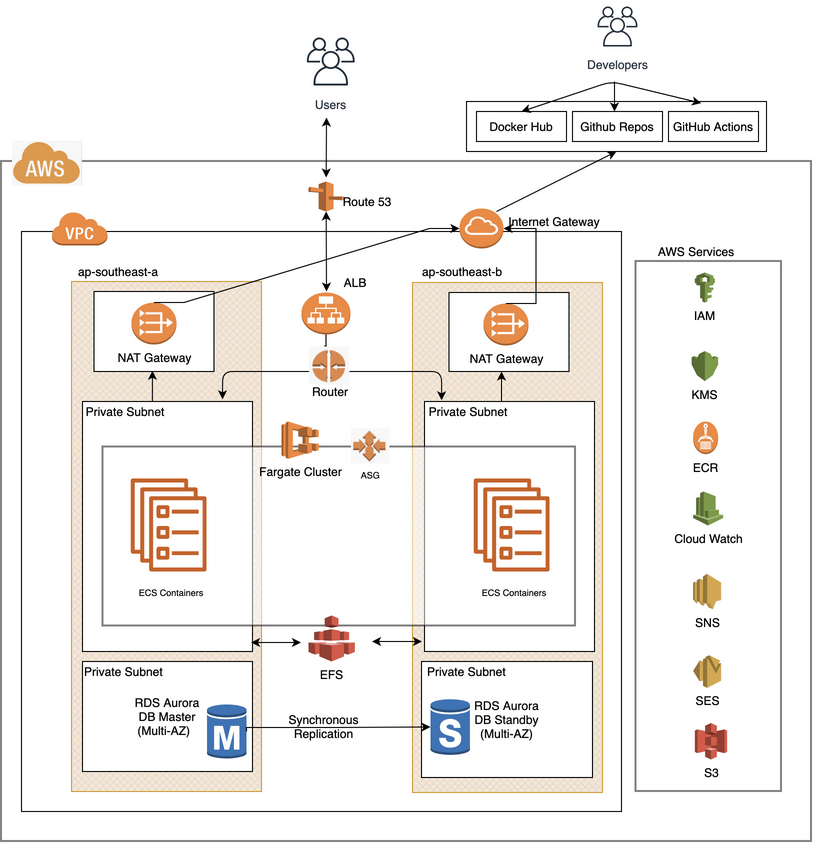 Developers
Users
Docker Hub
Github Repos
GitHub Actions
AWS
Route 53
VPC
Internet Gateway
AWS Services
ap-southeast-a
ap-southeast-b
ALB
IAM
NAT Gateway
NAT Gateway
Router
KMS
Private Subnet
Private Subnet
Fargate Cluster
ASG
ECR
Cloud Watch
ECS Containers
ECS Containers
SNS
EFS
Private Subnet
Private Subnet
RDS Aurora
DB Master
(Multi-AZ)
M
Synchronous
Replication
S
RDS Aurora
DB Standby
(Multi-AZ)
SES
S3